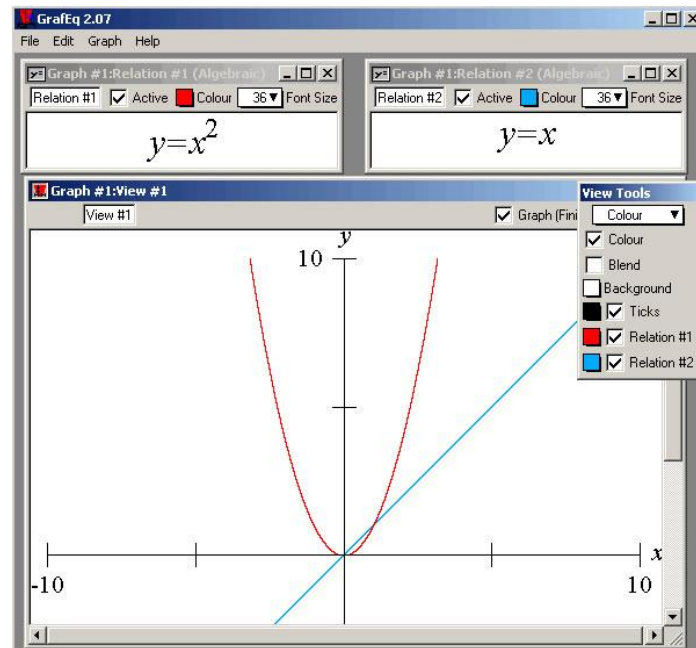 GrafEq 2.07
File Edit Graph Help
Graph #1:Relation #1 (Algebraic)
Relation #1 Active Colour 36 Font Size
y=x²
Graph #1:Relation #2 (Algebraic)
Relation #2 Active Colour 36 Font Size
y=x
Graph #1:View #1
View #1 Graph (Fini
View Tools
Colour
Colour
Blend
Background
Ticks
Relation #1
Relation #2
y
10
x
-10 10